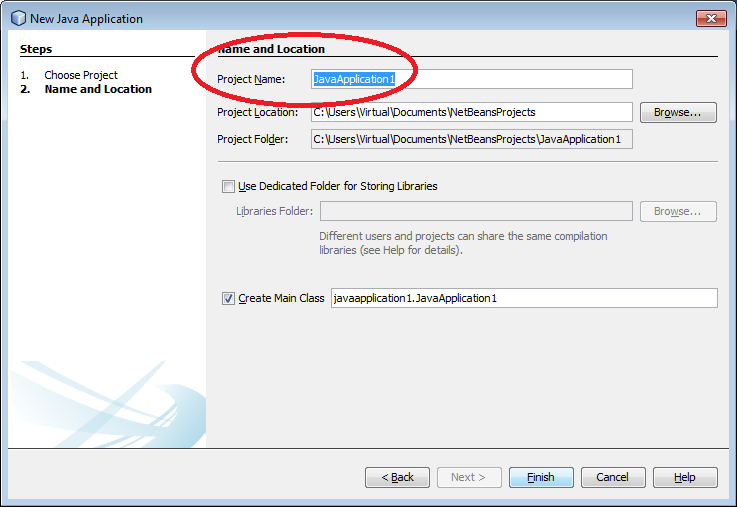 New Java Application
Steps
1. Choose Project
2. Name and Location
Name and Location
Project Name: JavaApplication1
Project Location: C:\Users\Virtual\Documents\NetBeansProjects Browse...
Project Folder: C:\Users\Virtual\Documents\NetBeansProjects\JavaApplication1
Use Dedicated Folder for Storing Libraries
Libraries Folder: Browse...
Different users and projects can share the same compilation
libraries (see Help for details).
Create Main Class javaapplication1.JavaApplication1
< Back Next > Finish Cancel Help